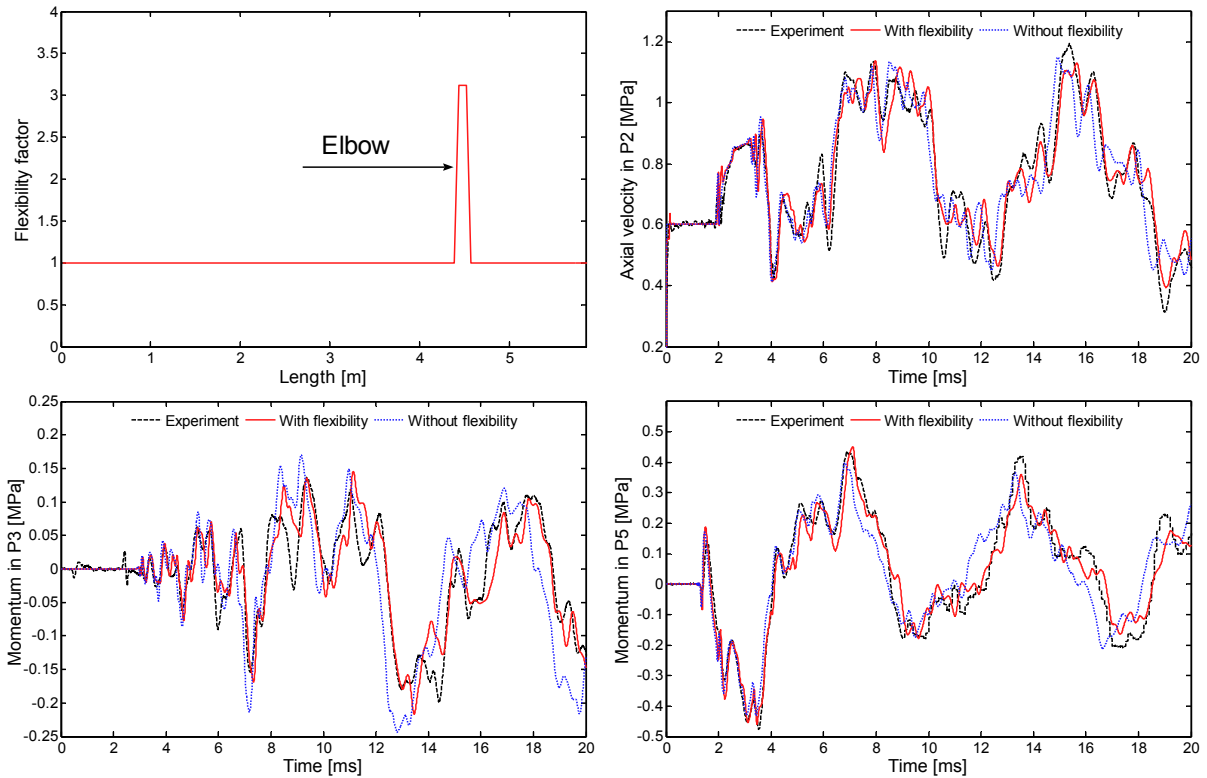 4
3.5
3
2.5
2
1.5
1
0.5
0
Flexibility factor
Elbow
0 1 2 3 4 5
Length [m]
Experiment With flexibility Without flexibility
1.2
1
0.8
0.6
0.4
0.2
Axial velocity in P2 [MPa]
0 2 4 6 8 10 12 14 16 18 20
Time [ms]
Experiment With flexibility Without flexibility
0.25
0.2
0.15
0.1
0.05
0
-0.05
-0.1
-0.15
-0.2
-0.25
Momentum in P3 [MPa]
0 2 4 6 8 10 12 14 16 18 20
Time [ms]
Experiment With flexibility Without flexibility
0.5
0.4
0.3
0.2
0.1
0
-0.1
-0.2
-0.3
-0.4
-0.5
Momentum in P5 [MPa]
0 2 4 6 8 10 12 14 16 18 20
Time [ms]